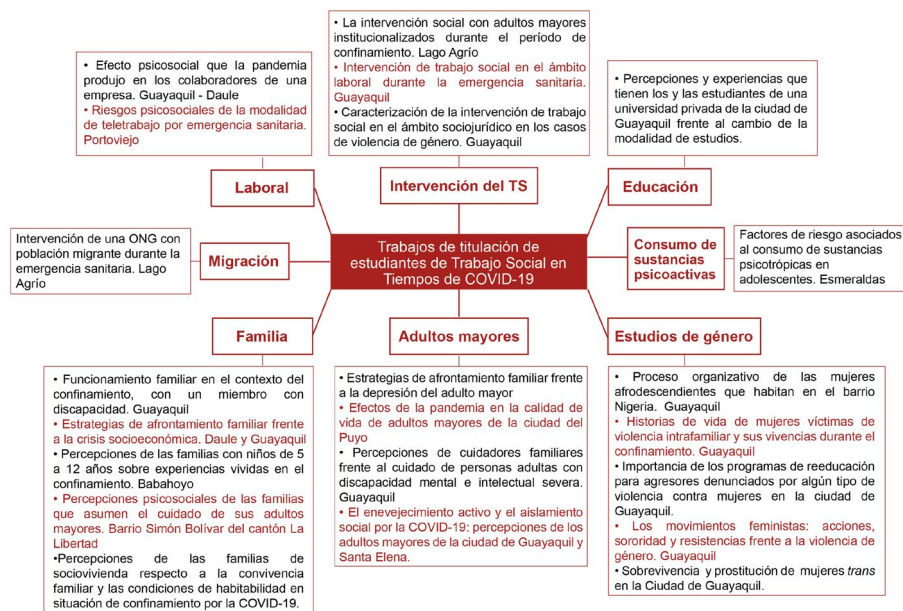 • La intervención social con adultos mayores
institucionalizados durante el período de
confinamiento. Lago Agrío
• Intervención de trabajo social en el ámbito
laboral durante la emergencia sanitaria.
Guayaquil
• Caracterización de la intervención de trabajo
social en el ámbito sociojurídico en los casos
de violencia de género. Guayaquil
• Efecto psicosocial que la pandemia
produjo en los colaboradores de una
empresa. Guayaquil - Daule
• Riesgos psicosociales de la modalidad
de teletrabajo por emergencia sanitaria.
Portoviejo
• Percepciones y experiencias que
tienen los y las estudiantes de una
universidad privada de la ciudad de
Guayaquil frente al cambio de la
modalidad de estudios.
Laboral
Intervención del TS
Educación
Intervención de una ONG con
población migrante durante la
emergencia sanitaria. Lago
Agrío
Migración
Trabajos de titulación de
estudiantes de Trabajo Social en
Tiempos de COVID-19
Consumo de
sustancias
psicoactivas
Factores de riesgo asociados
al consumo de sustancias
psicotrópicas en
adolescentes. Esmeraldas
Familia
Adultos mayores
Estudios de género
• Funcionamiento familiar en el contexto del
confinamiento, con un miembro con
discapacidad. Guayaquil
• Estrategias de afrontamiento familiar frente
a la crisis socioeconómica. Daule y Guayaquil
• Percepciones de las familias con niños de 5
a 12 años sobre experiencias vividas en el
confinamiento. Babahoyo
• Percepciones psicosociales de las familias
que asumen el cuidado de sus adultos
mayores. Barrio Simón Bolívar del cantón La
Libertad
•Percepciones de las familias de
sociovivienda respecto a la convivencia
familiar y las condiciones de habitabilidad en
situación de confinamiento por la COVID-19.
• Estrategias de afrontamiento familiar frente
a la depresión del adulto mayor
• Efectos de la pandemia en la calidad de
vida de adultos mayores de la ciudad del
Puyo
• Percepciones de cuidadores familiares
frente al cuidado de personas adultas con
discapacidad mental e intelectual severa.
Guayaquil
• El enevejecimiento activo y el aislamiento
social por la COVID-19: percepciones de los
adultos mayores de la ciudad de Guayaquil y
Santa Elena.
• Proceso organizativo de las mujeres
afrodescendientes que habitan en el barrio
Nigeria. Guayaquil
• Historias de vida de mujeres víctimas de
violencia intrafamiliar y sus vivencias durante el
confinamiento. Guayaquil
• Importancia de los programas de reeducación
para agresores denunciados por algún tipo de
violencia contra mujeres en la ciudad de
Guayaquil.
• Los movimientos feministas: acciones,
sororidad y resistencias frente a la violencia de
género. Guayaquil
• Sobrevivencia y prostitución de mujeres trans
en la Ciudad de Guayaquil.